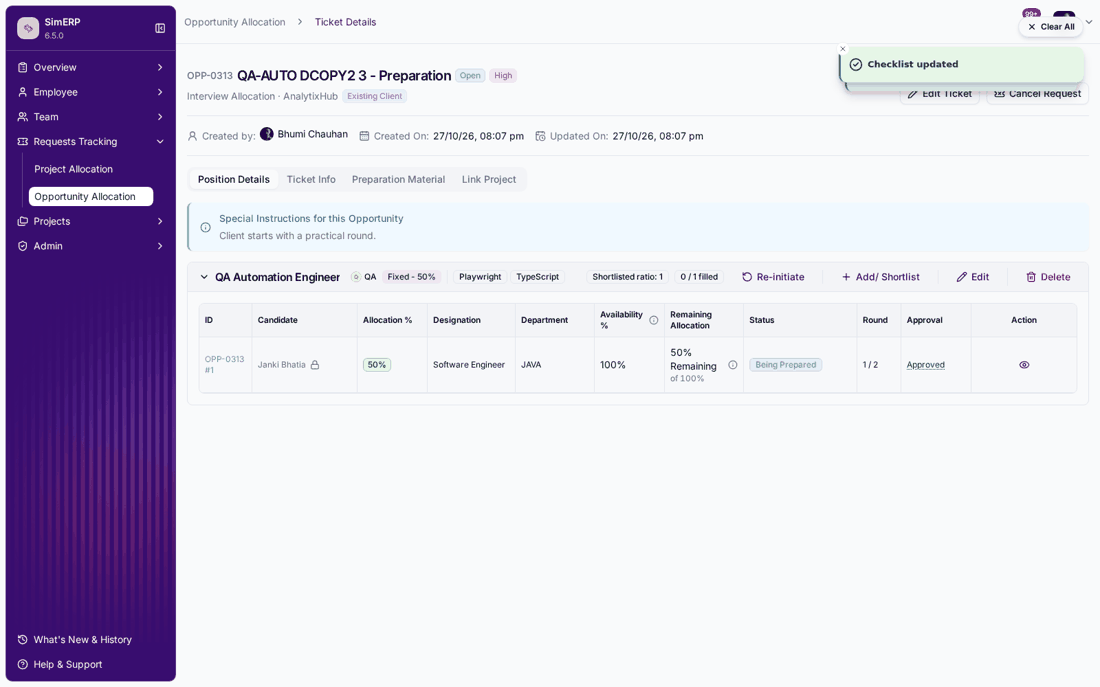 SimERP
6.5.0
Overview
Employee
Team
Requests Tracking
Project Allocation
Opportunity Allocation
Projects
Admin
What's New & History
Help & Support
Opportunity Allocation > Ticket Details
99+
Clear All
Checklist updated
OPP-0313 QA-AUTO DCOPY2 3 - Preparation Open High
Interview Allocation · AnalytixHub Existing Client
Edit Ticket Cancel Request
Created by: Bhumi Chauhan Created On: 27/10/26, 08:07 pm Updated On: 27/10/26, 08:07 pm
Position Details Ticket Info Preparation Material Link Project
Special Instructions for this Opportunity
Client starts with a practical round.
QA Automation Engineer QA Fixed - 50% Playwright TypeScript Shortlisted ratio: 1 0 / 1 filled Re-initiate Add/ Shortlist Edit Delete
ID Candidate Allocation % Designation Department Availability % Remaining Allocation Status Round Approval Action
OPP-0313 #1 Janki Bhatia 50% Software Engineer JAVA 100% 50% Remaining of 100% Being Prepared 1 / 2 Approved